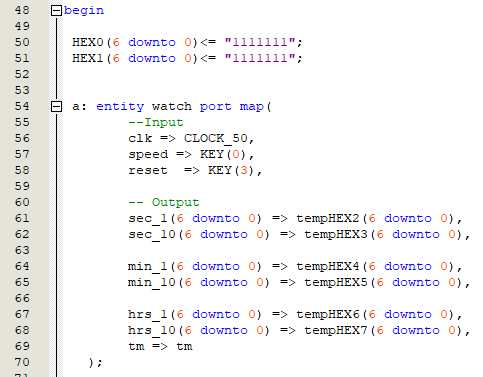 48 begin
49
50 HEX0(6 downto 0)<= "1111111";
51 HEX1(6 downto 0)<= "1111111";
52
53
54 a: entity watch port map(
55 --Input
56 clk => CLOCK_50,
57 speed => KEY(0),
58 reset  => KEY(3),
59
60 -- Output
61 sec_1(6 downto 0) => tempHEX2(6 downto 0),
62 sec_10(6 downto 0) => tempHEX3(6 downto 0),
63
64 min_1(6 downto 0) => tempHEX4(6 downto 0),
65 min_10(6 downto 0) => tempHEX5(6 downto 0),
66
67 hrs_1(6 downto 0) => tempHEX6(6 downto 0),
68 hrs_10(6 downto 0) => tempHEX7(6 downto 0),
69 tm => tm
70 );